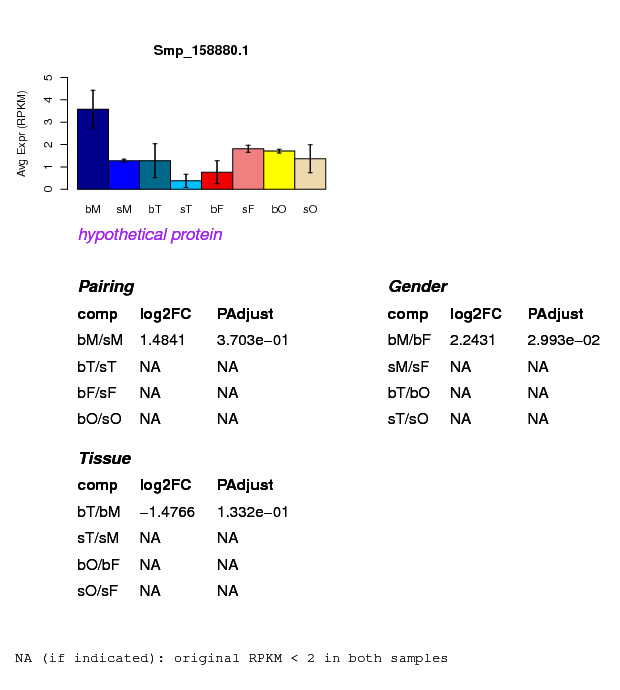 Smp_158880.1
Avg Expr (RPKM)
0 1 2 3 4 5
bM sM bT sT bF sF bO sO
hypothetical protein
Pairing
comp log2FC PAdjust
bM/sM 1.4841 3.703e−01
bT/sT NA NA
bF/sF NA NA
bO/sO NA NA
Gender
comp log2FC PAdjust
bM/bF 2.2431 2.993e−02
sM/sF NA NA
bT/bO NA NA
sT/sO NA NA
Tissue
comp log2FC PAdjust
bT/bM −1.4766 1.332e−01
sT/sM NA NA
bO/bF NA NA
sO/sF NA NA
NA (if indicated): original RPKM < 2 in both samples